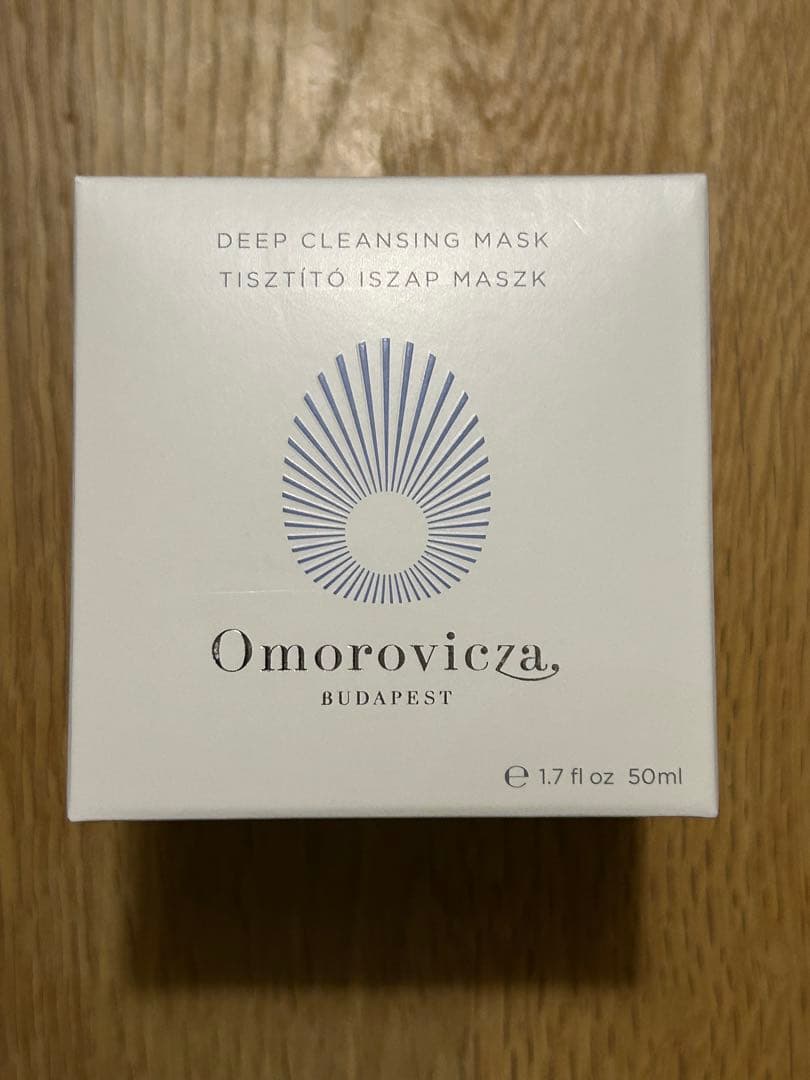 DEEP CLEANSING MASK
TISZTÍTÓ ISZAP MASZK
Omorovicza,
BUDAPEST
℮ 1.7 fl oz 50ml